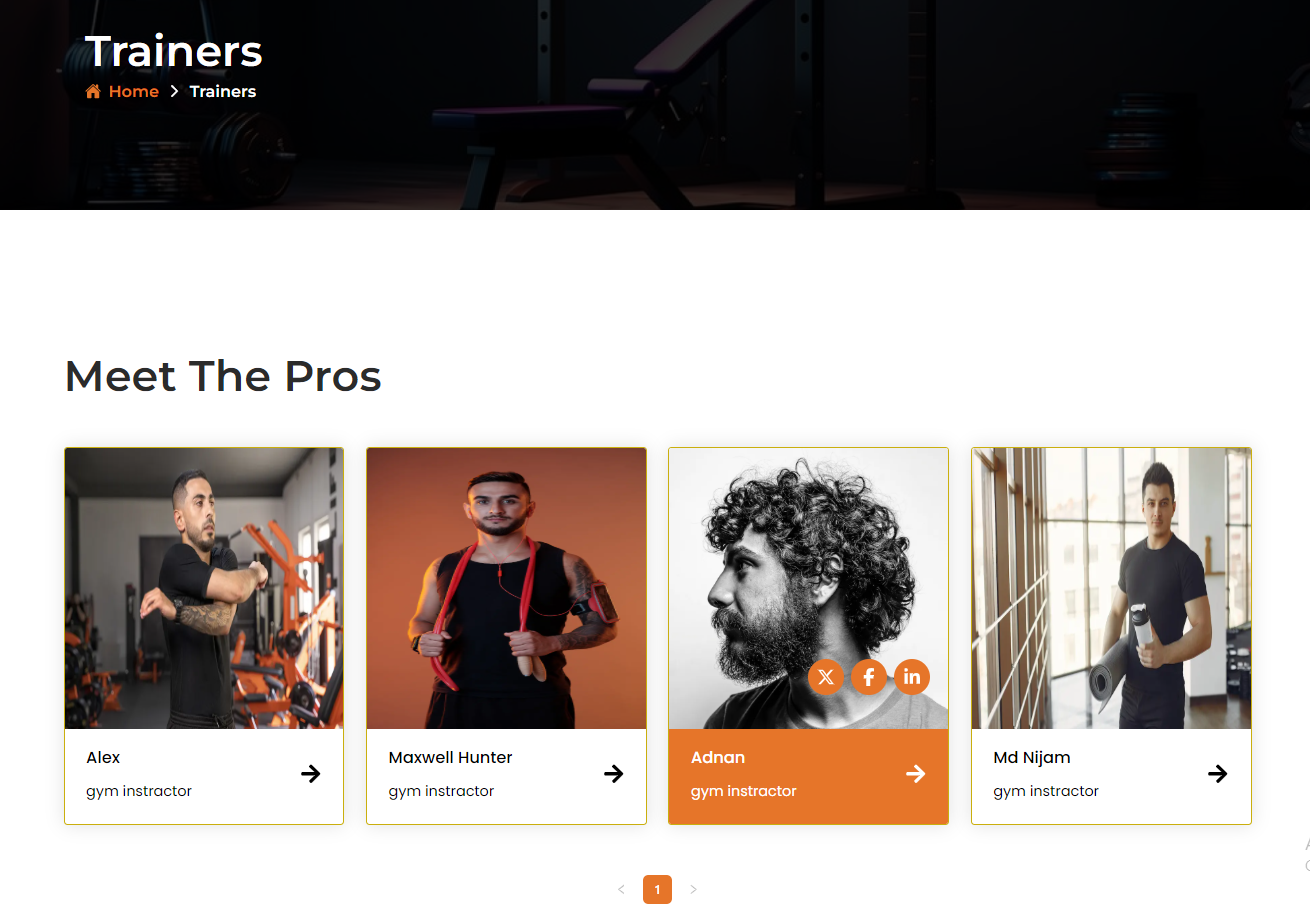 Trainers
Home > Trainers
Meet The Pros
Alex
gym instractor
Maxwell Hunter
gym instractor
Adnan
gym instractor
Md Nijam
gym instractor
< 1 >